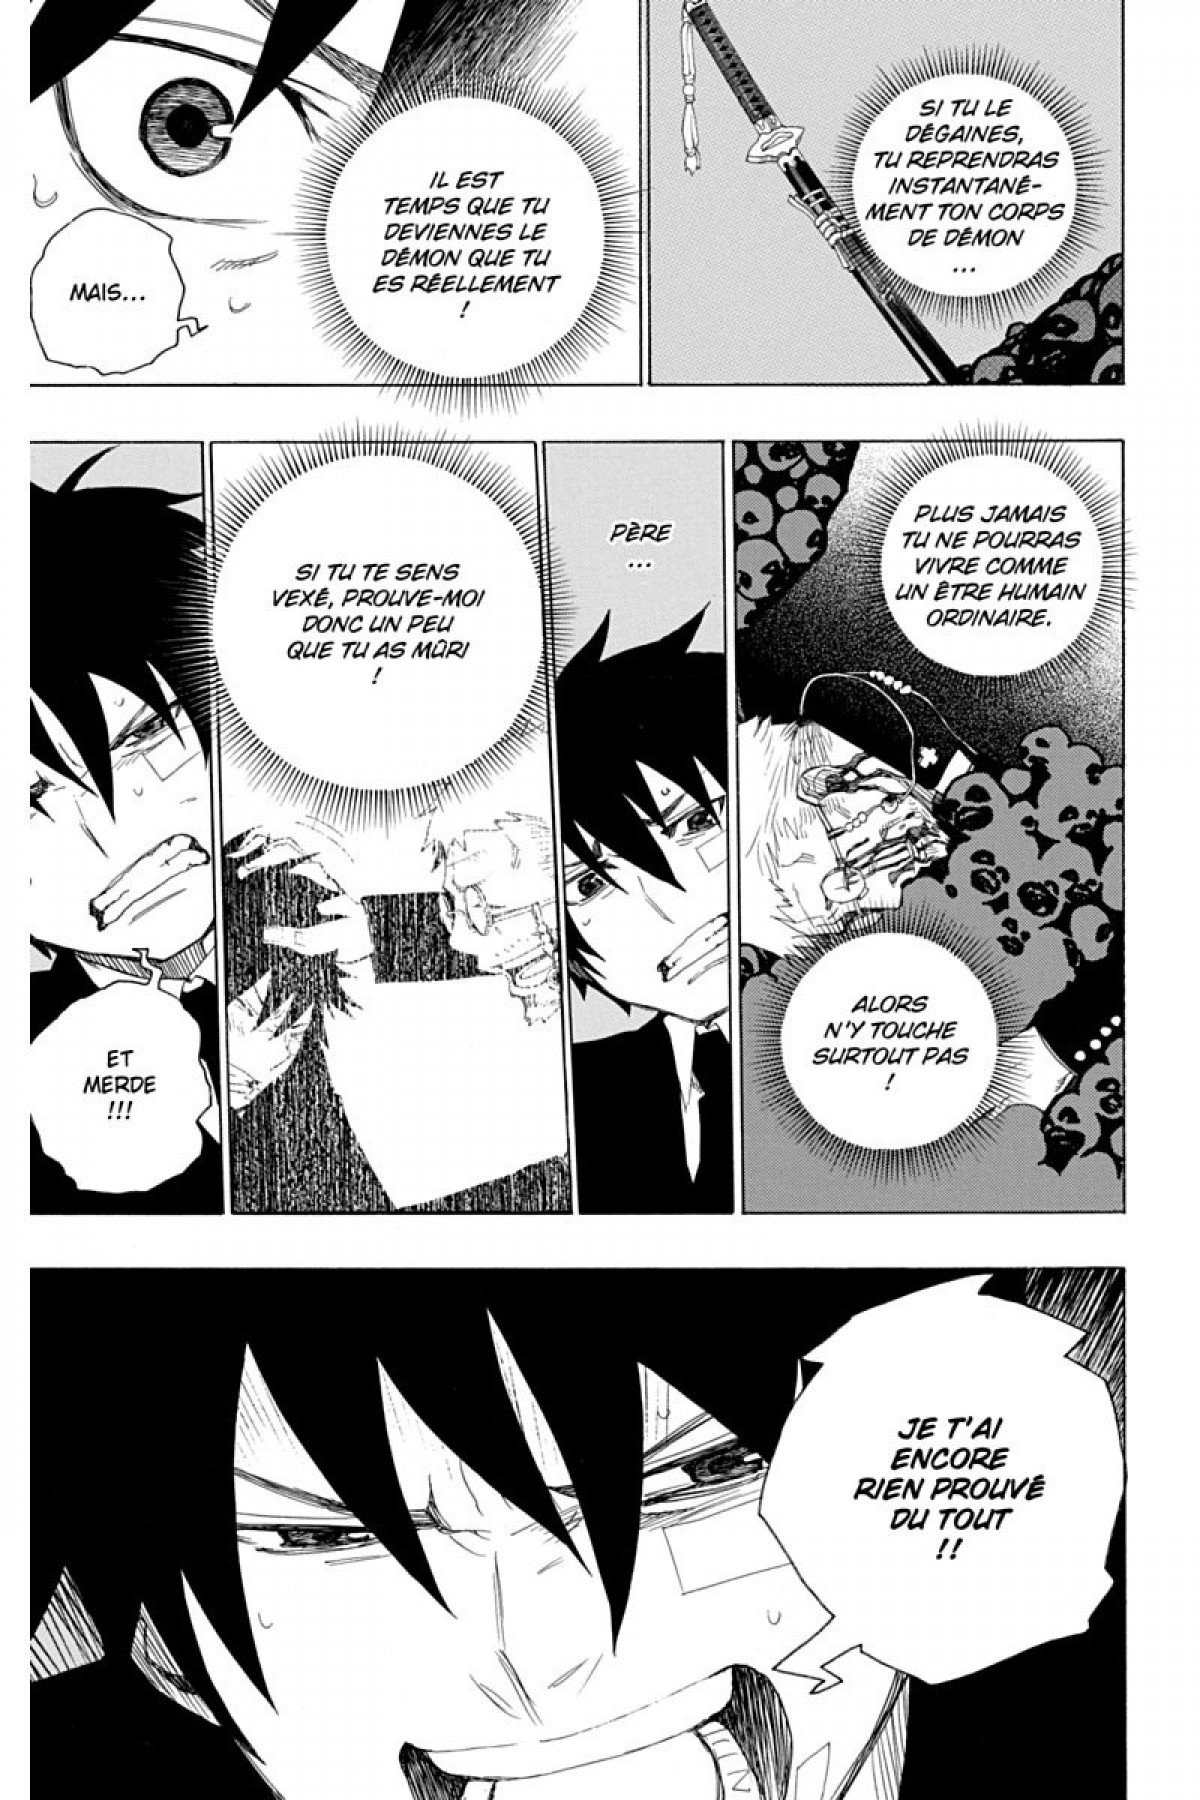 SI TU LE
DÉGAINES,
TU REPRENDRAS
INSTANTANÉ-
MENT TON CORPS
DE DÉMON
...
IL EST
TEMPS QUE TU
DEVIENNES LE
DÉMON QUE TU
ES RÉELLEMENT
!
MAIS...
PLUS JAMAIS
TU NE POURRAS
VIVRE COMME
UN ÊTRE HUMAIN
ORDINAIRE.
ALORS
N'Y TOUCHE
SURTOUT PAS
!
PÈRE
...
SI TU TE SENS
VEXÉ, PROUVE-MOI
DONC UN PEU
QUE TU AS MÛRI
!
ET
MERDE
!!!
JE T'AI
ENCORE
RIEN PROUVÉ
DU TOUT
!!